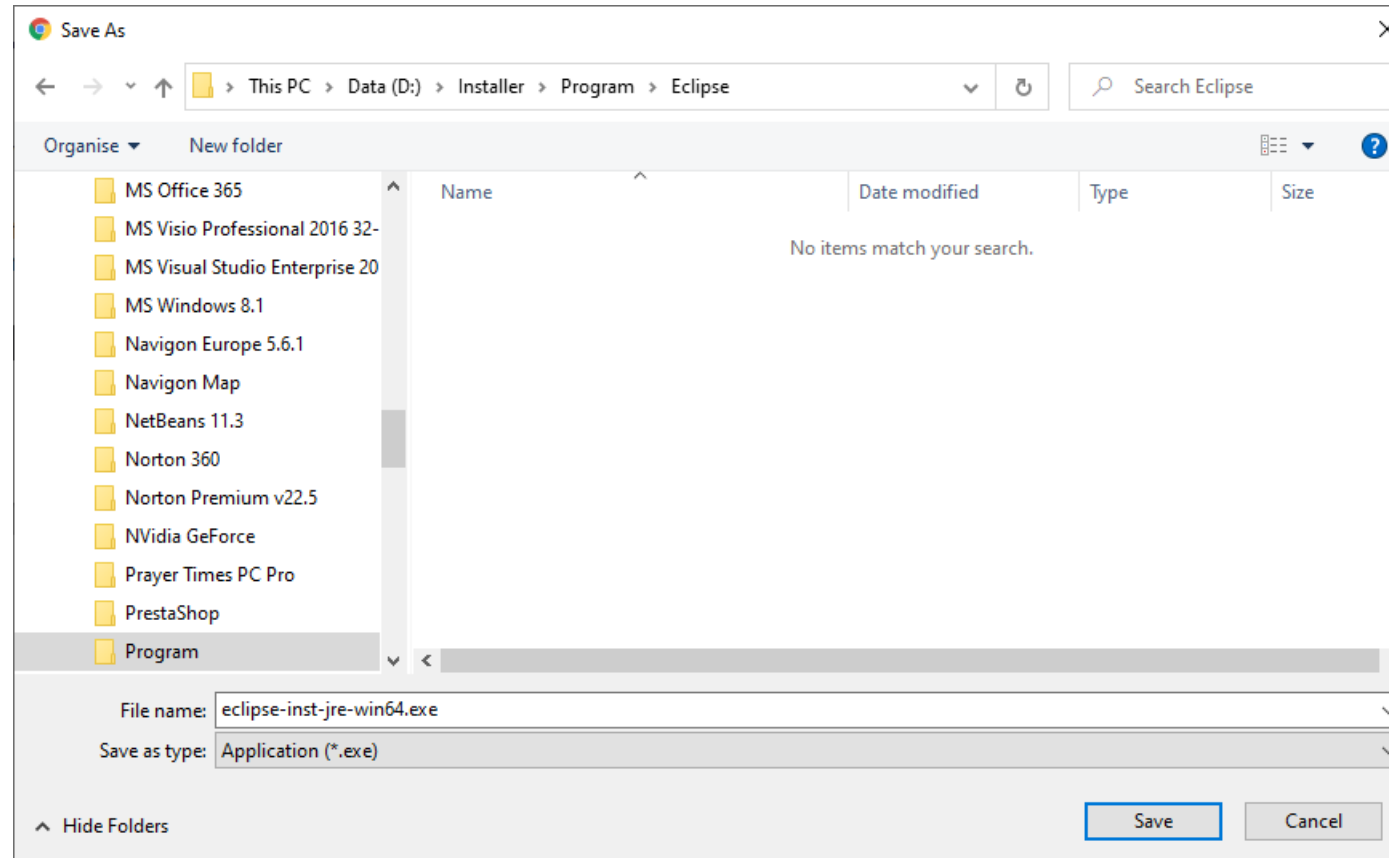 Save As
This PC > Data (D:) > Installer > Program > Eclipse
Search Eclipse
Organise
New folder
Name
Date modified
Type
Size
No items match your search.
MS Office 365
MS Visio Professional 2016 32-
MS Visual Studio Enterprise 20
MS Windows 8.1
Navigon Europe 5.6.1
Navigon Map
NetBeans 11.3
Norton 360
Norton Premium v22.5
NVidia GeForce
Prayer Times PC Pro
PrestaShop
Program
File name: eclipse-inst-jre-win64.exe
Save as type: Application (*.exe)
Hide Folders
Save
Cancel